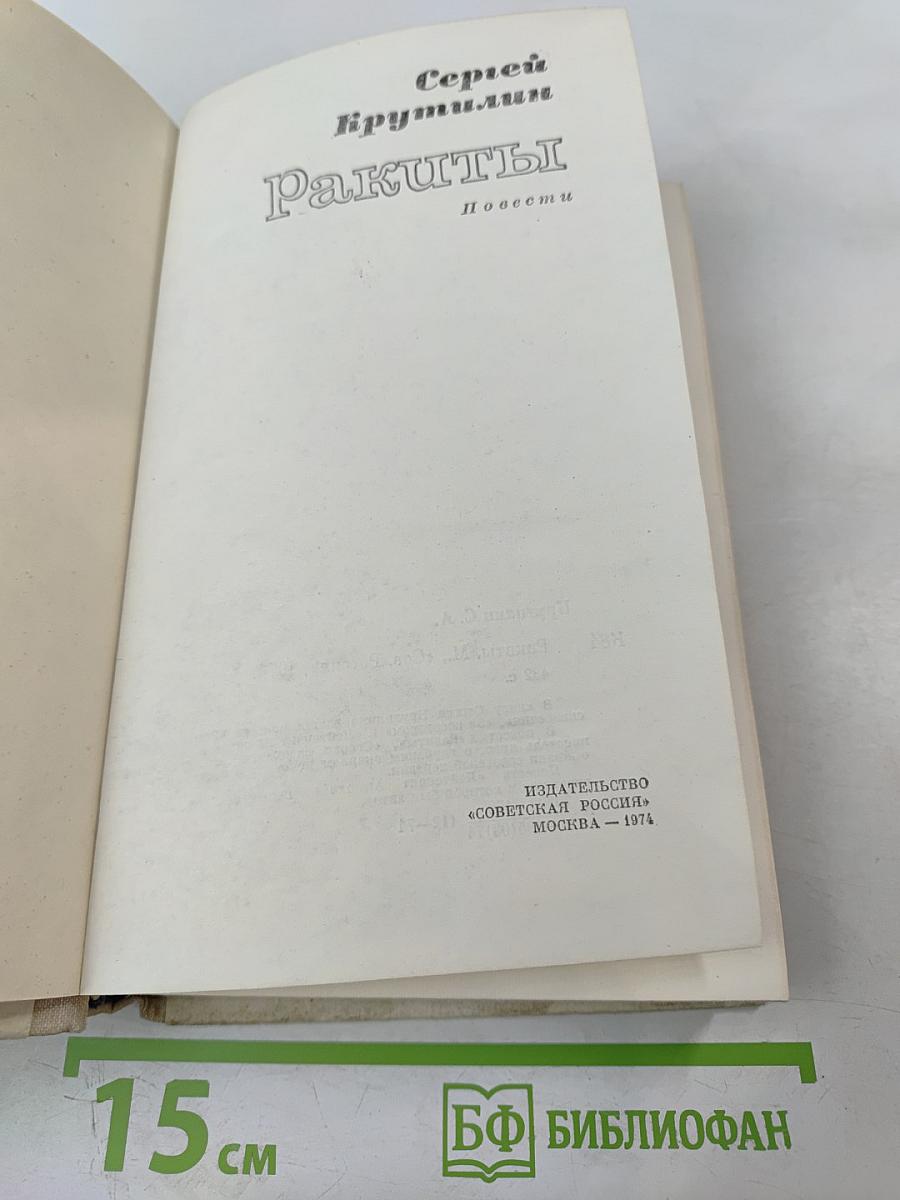 Сергей
Крутилин
Ракиты
Повести
ИЗДАТЕЛЬСТВО
«СОВЕТСКАЯ РОССИЯ»
МОСКВА — 1974
15 см
БФ БИБЛИОФАН